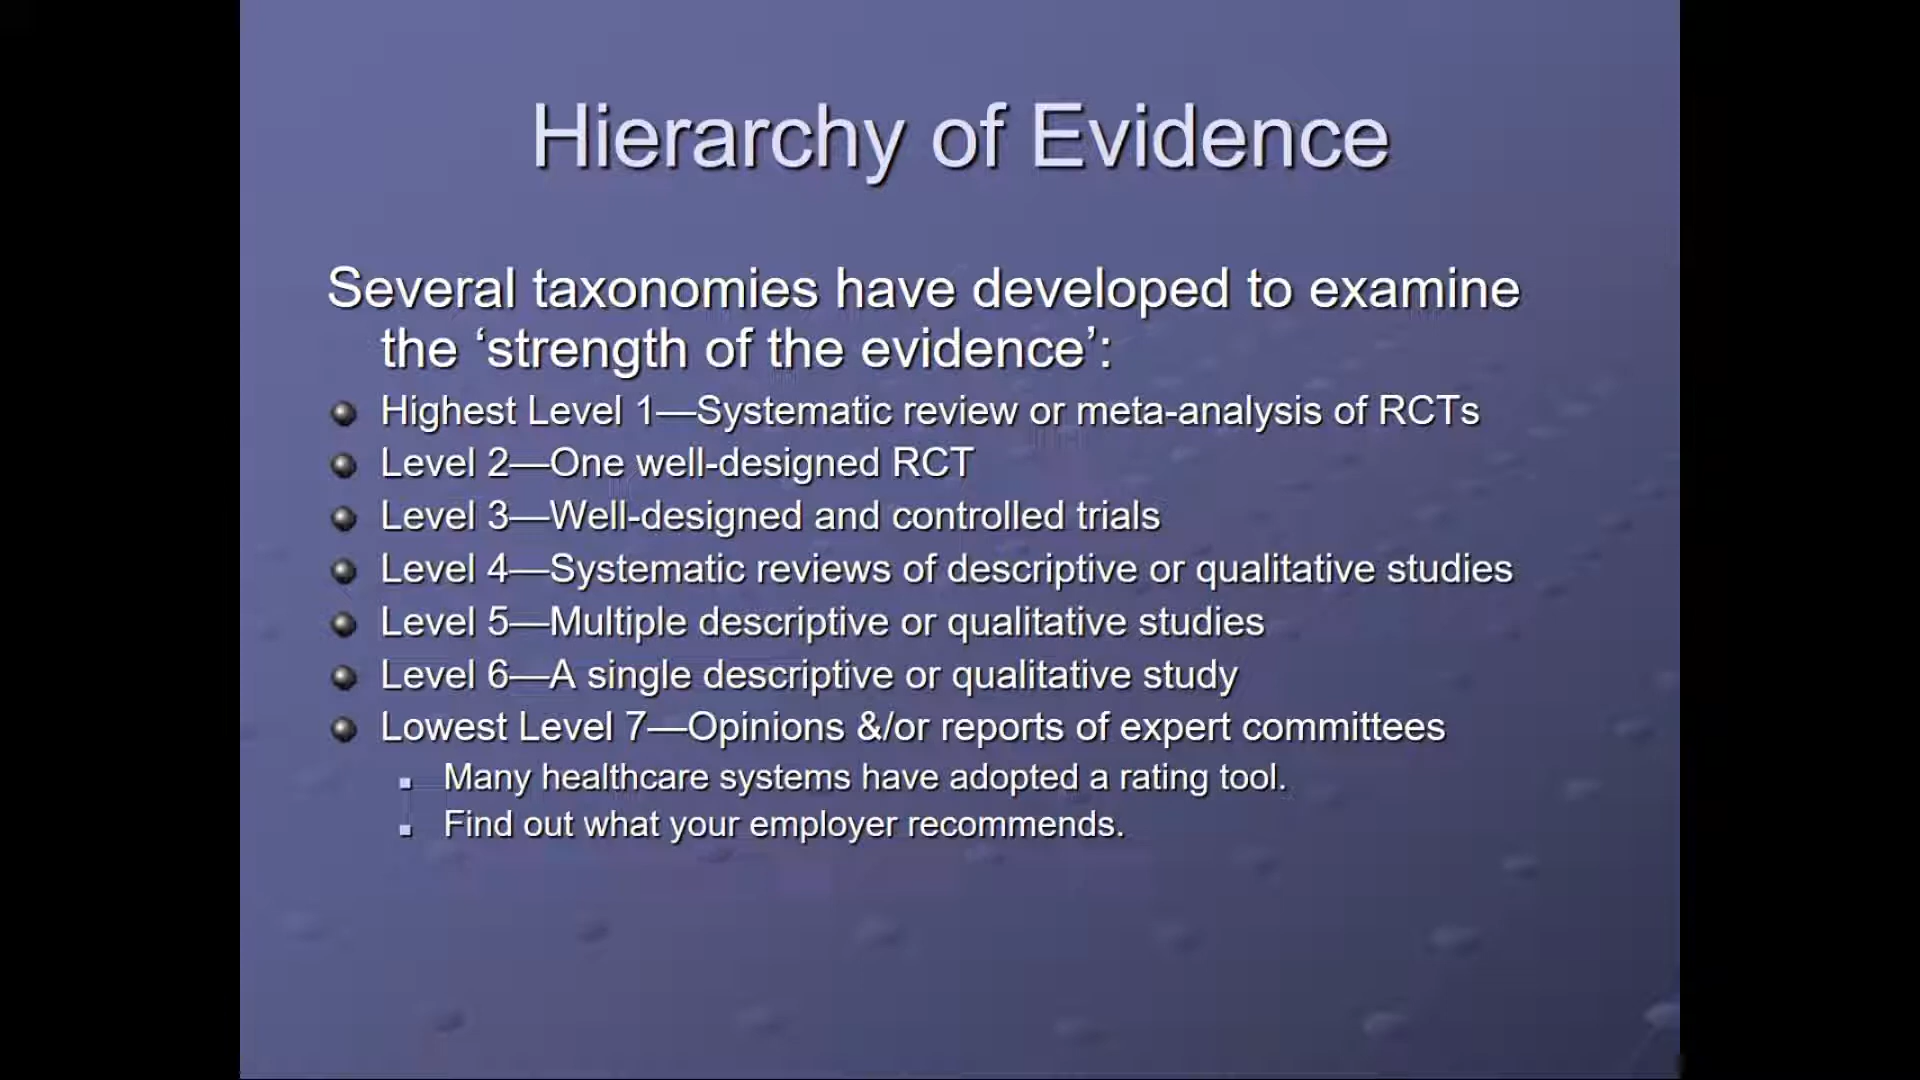 Hierarchy of Evidence
Several taxonomies have developed to examine
the ‘strength of the evidence’:
Highest Level 1—Systematic review or meta-analysis of RCTs
Level 2—One well-designed RCT
Level 3—Well-designed and controlled trials
Level 4—Systematic reviews of descriptive or qualitative studies
Level 5—Multiple descriptive or qualitative studies
Level 6—A single descriptive or qualitative study
Lowest Level 7—Opinions &/or reports of expert committees
Many healthcare systems have adopted a rating tool.
Find out what your employer recommends.